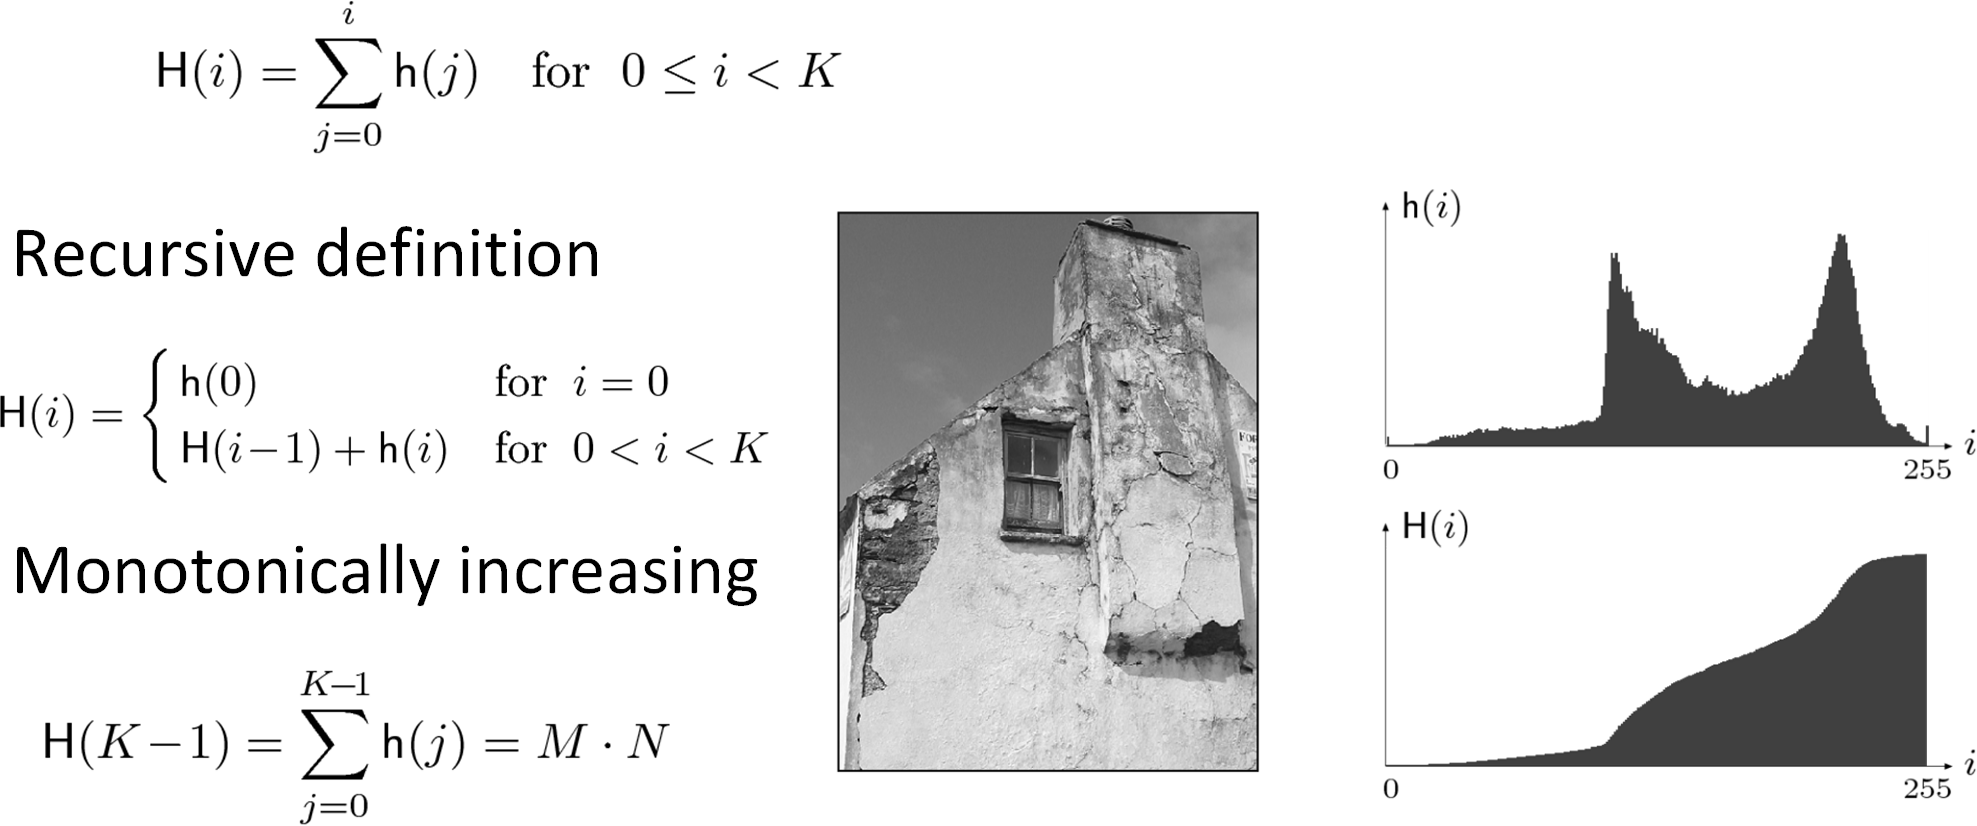 H(i) = ∑_{j=0}^{i} h(j) for 0 ≤ i < K
Recursive definition
H(i) = { h(0) for i = 0
H(i−1) + h(i) for 0 < i < K
Monotonically increasing
H(K−1) = ∑_{j=0}^{K−1} h(j) = M · N
FOR
h(i)
0 255 i
H(i)
0 255 i